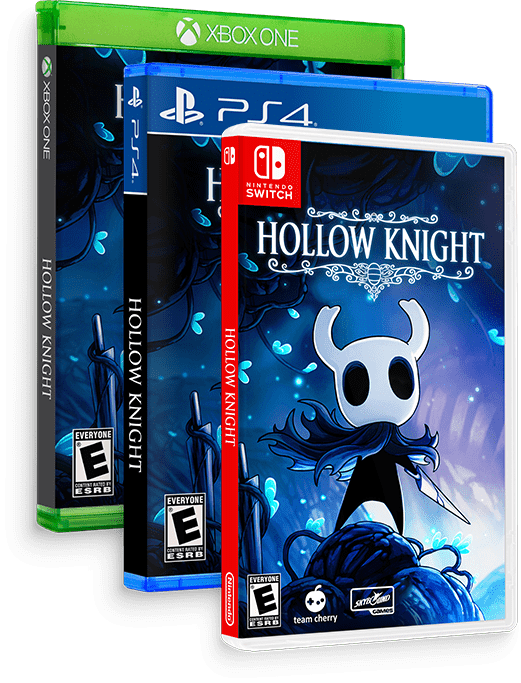 XBOX ONE
XBOX ONE
HOLLOW KNIGHT
EVERYONE
E
CONTENT RATED BY
ESRB
PS4
PS4
H
HOLLOW KNIGHT
EVERYONE
E
CONTENT RATED BY
ESRB
NINTENDO
SWITCH
HOLLOW KNIGHT
HOLLOW KNIGHT
Nintendo
EVERYONE
E
CONTENT RATED BY
ESRB
team cherry
SKYBOUND
GAMES